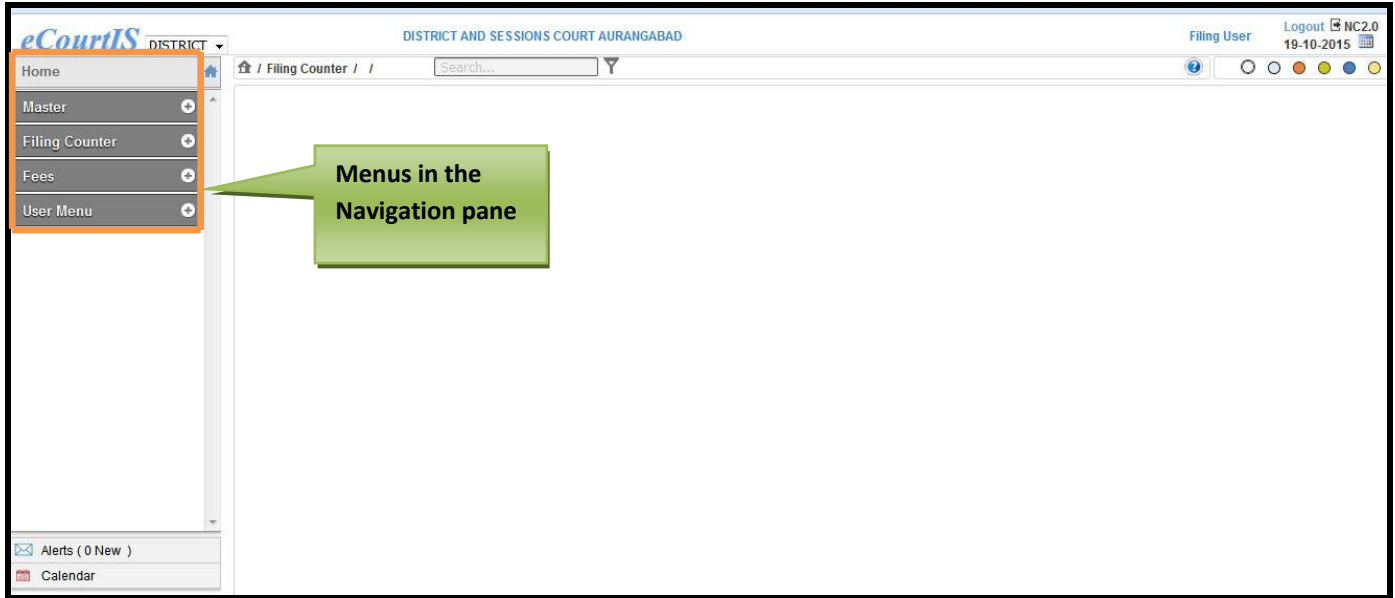 eCourtIS DISTRICT
DISTRICT AND SESSIONS COURT AURANGABAD
Filing User
Logout NC2.0
19-10-2015
Home
/ Filing Counter / /
Search...
Master
Filing Counter
Fees
User Menu
Menus in the
Navigation pane
Alerts ( 0 New )
Calendar